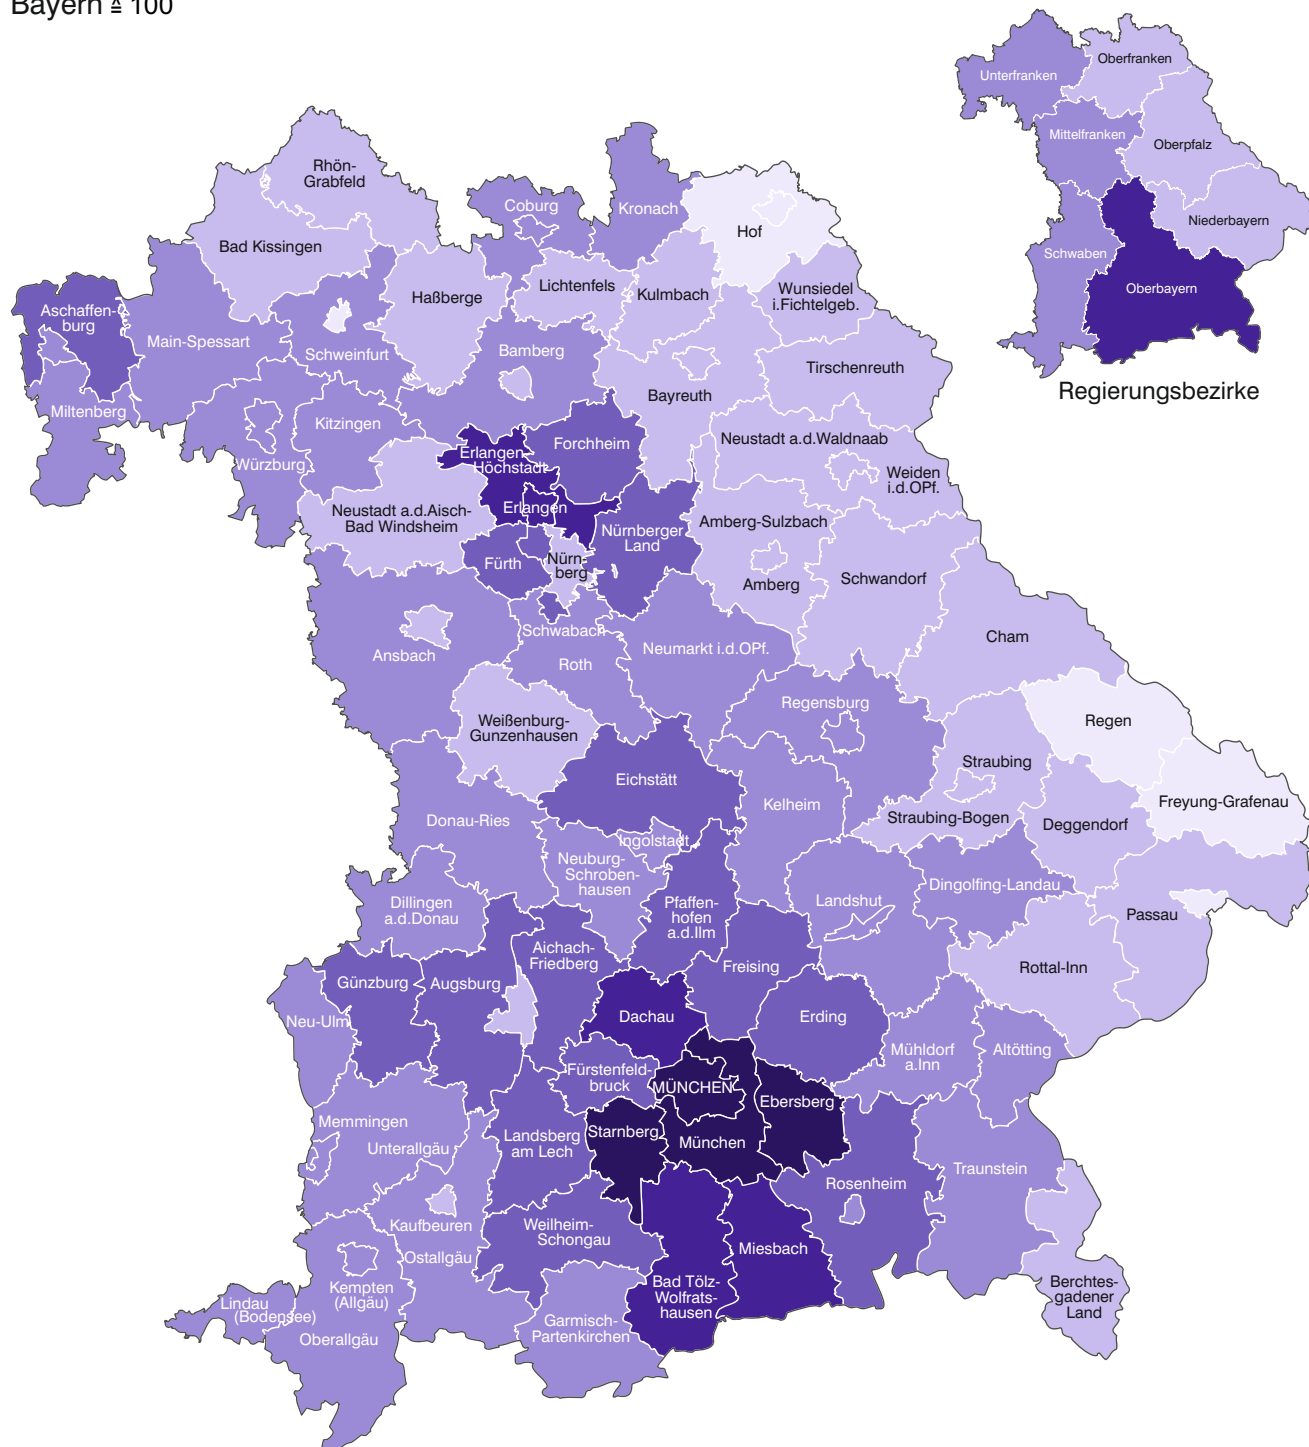 Bayern ≙ 100
Oberfranken
Unterfranken
Mittelfranken
Oberpfalz
Niederbayern
Schwaben
Oberbayern
Regierungsbezirke
Rhön-
Grabfeld
Coburg
Kronach
Hof
Bad Kissingen
Lichtenfels
Kulmbach
Wunsiedel
i.Fichtelgeb.
Haßberge
Aschaffen-
burg
Main-Spessart
Schweinfurt
Bamberg
Tirschenreuth
Bayreuth
Miltenberg
Kitzingen
Forchheim
Neustadt a.d.Waldnaab
Erlangen-
Höchstadt
Würzburg
Weiden
i.d.OPf.
Neustadt a.d.Aisch-
Bad Windsheim
Erlangen
Nürnberger
Land
Amberg-Sulzbach
Fürth
Nürn-
berg
Amberg
Schwandorf
Schwabach
Cham
Ansbach
Roth
Neumarkt i.d.OPf.
Regensburg
Weißenburg-
Gunzenhausen
Regen
Straubing
Eichstätt
Kelheim
Freyung-Grafenau
Donau-Ries
Straubing-Bogen
Deggendorf
Ingolstadt
Neuburg-
Schroben-
hausen
Dingolfing-Landau
Dillingen
a.d.Donau
Pfaffen-
hofen
a.d.Ilm
Landshut
Passau
Aichach-
Friedberg
Freising
Rottal-Inn
Günzburg
Augsburg
Neu-Ulm
Dachau
Erding
Mühldorf
a.Inn
Altötting
Fürstenfeld-
bruck
MÜNCHEN
Ebersberg
Memmingen
Unterallgäu
Landsberg
am Lech
Starnberg
München
Traunstein
Rosenheim
Kaufbeuren
Weilheim-
Schongau
Ostallgäu
Miesbach
Kempten
(Allgäu)
Bad Tölz-
Wolfrats-
hausen
Berchtes-
gadener
Land
Lindau
(Bodensee)
Oberallgäu
Garmisch-
Partenkirchen